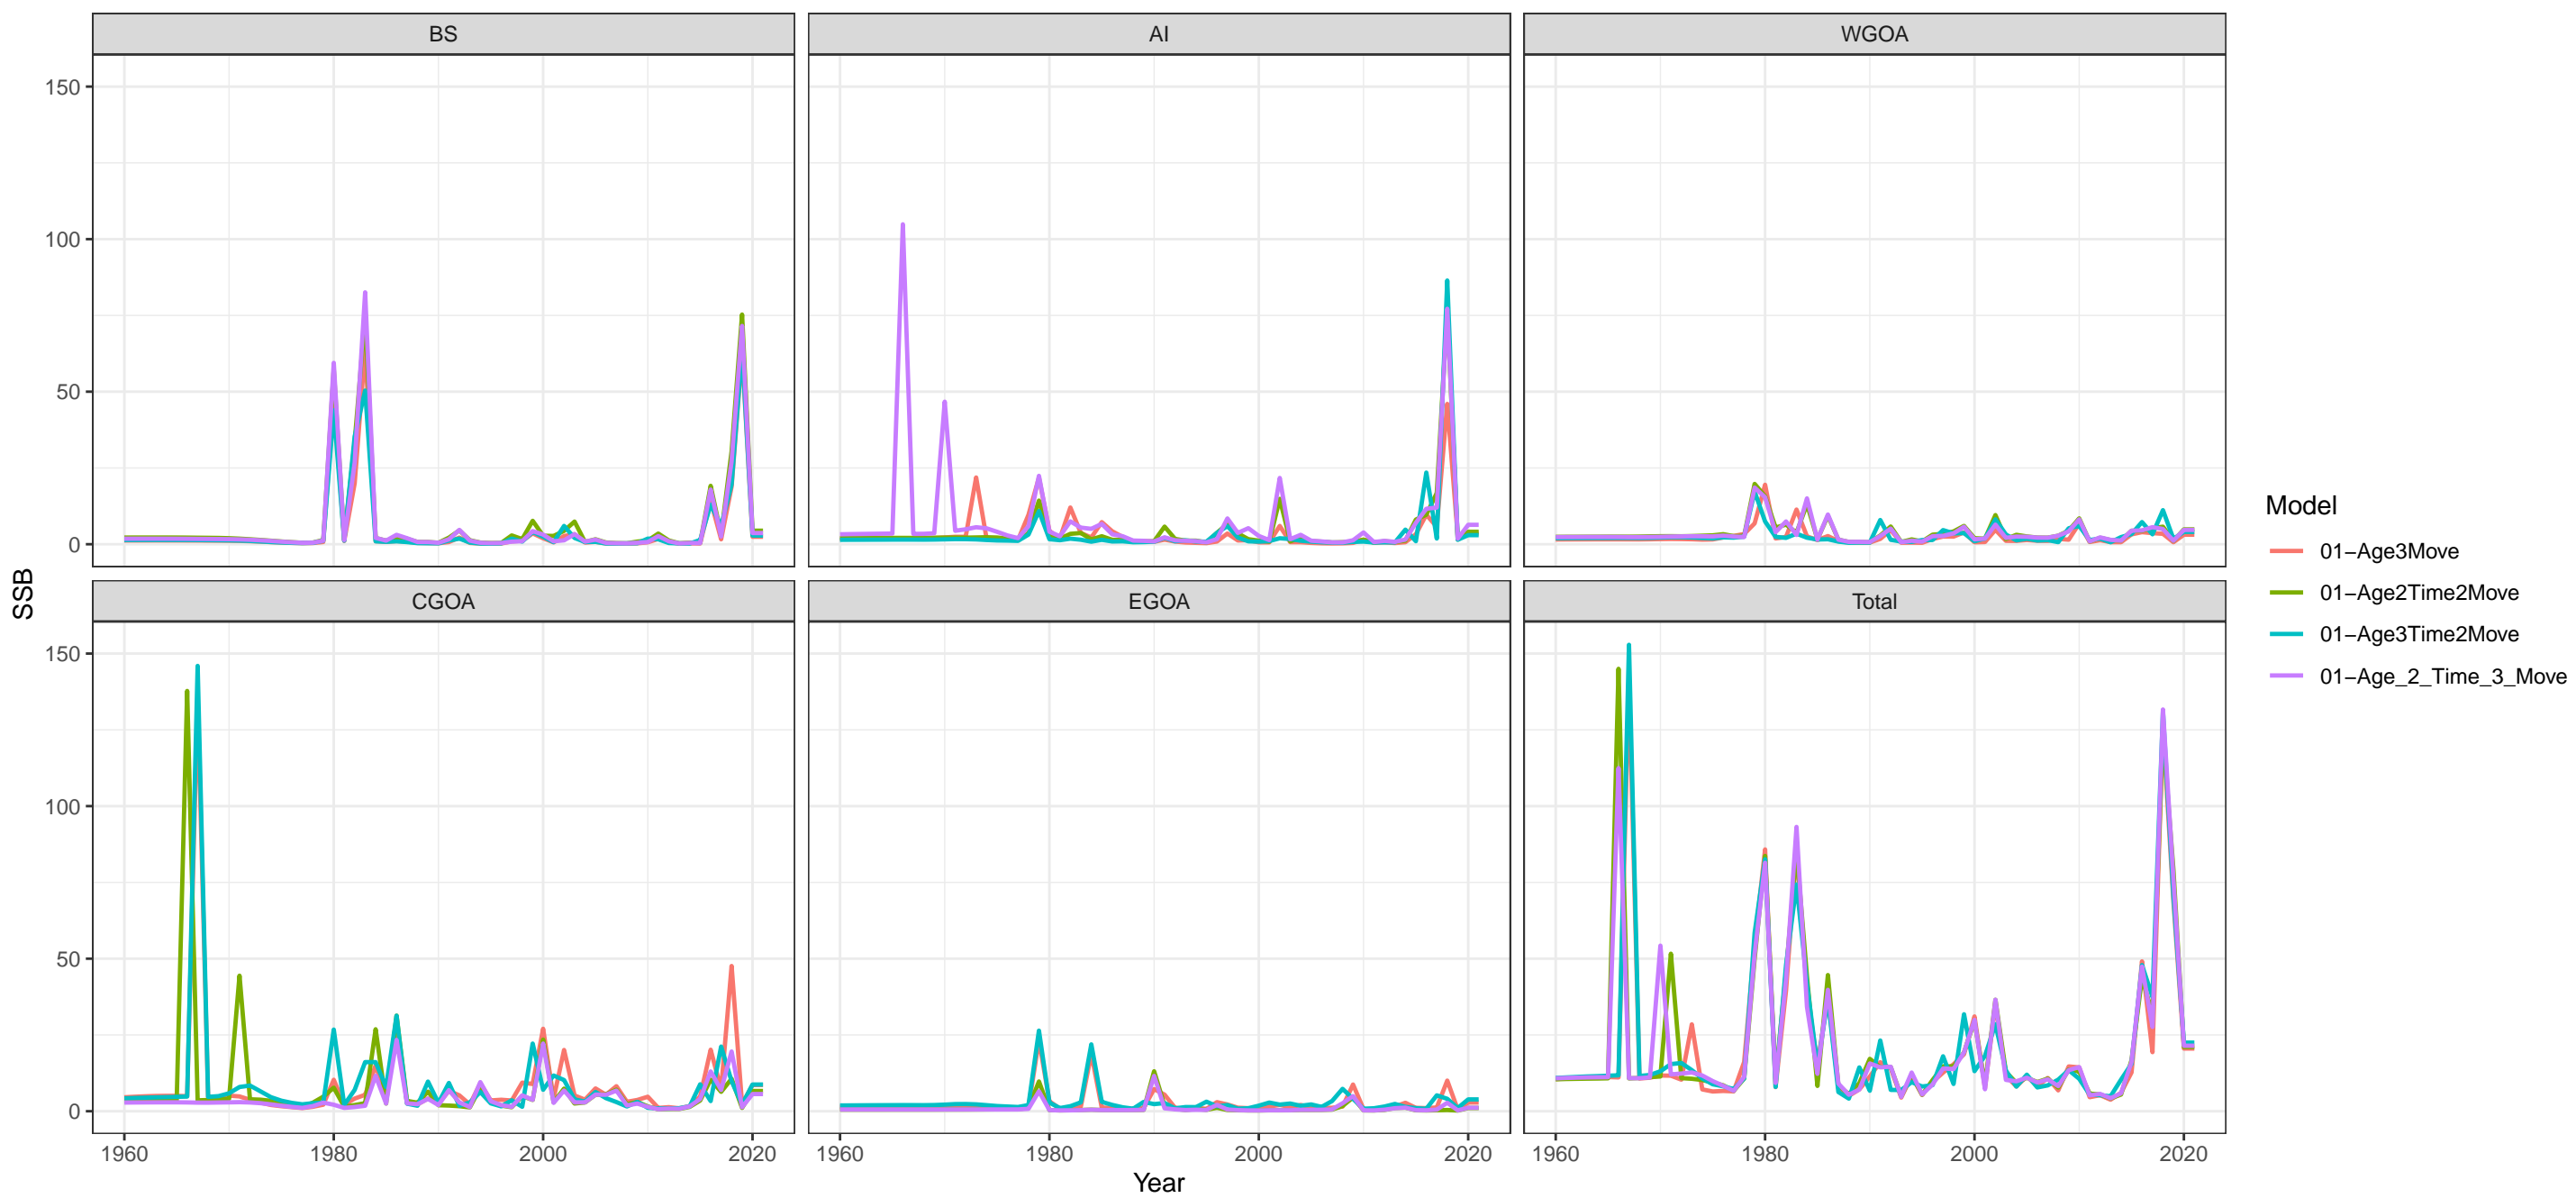 BS
AI
WGOA
150
100
50
0
CGOA
EGOA
Total
150
100
50
0
1960
1980
2000
2020
1960
1980
2000
2020
1960
1980
2000
2020
Year
SSB
Model
01−Age3Move
01−Age2Time2Move
01−Age3Time2Move
01−Age_2_Time_3_Move